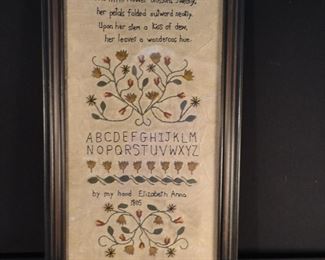 her petals folded outward neatly.
Upon her stem a kiss of dew,
her leaves a wonderous hue.
ABCDEFGHIJKLM
NOPQRSTUVWXYZ
by my hand Elizabeth Anna
1805